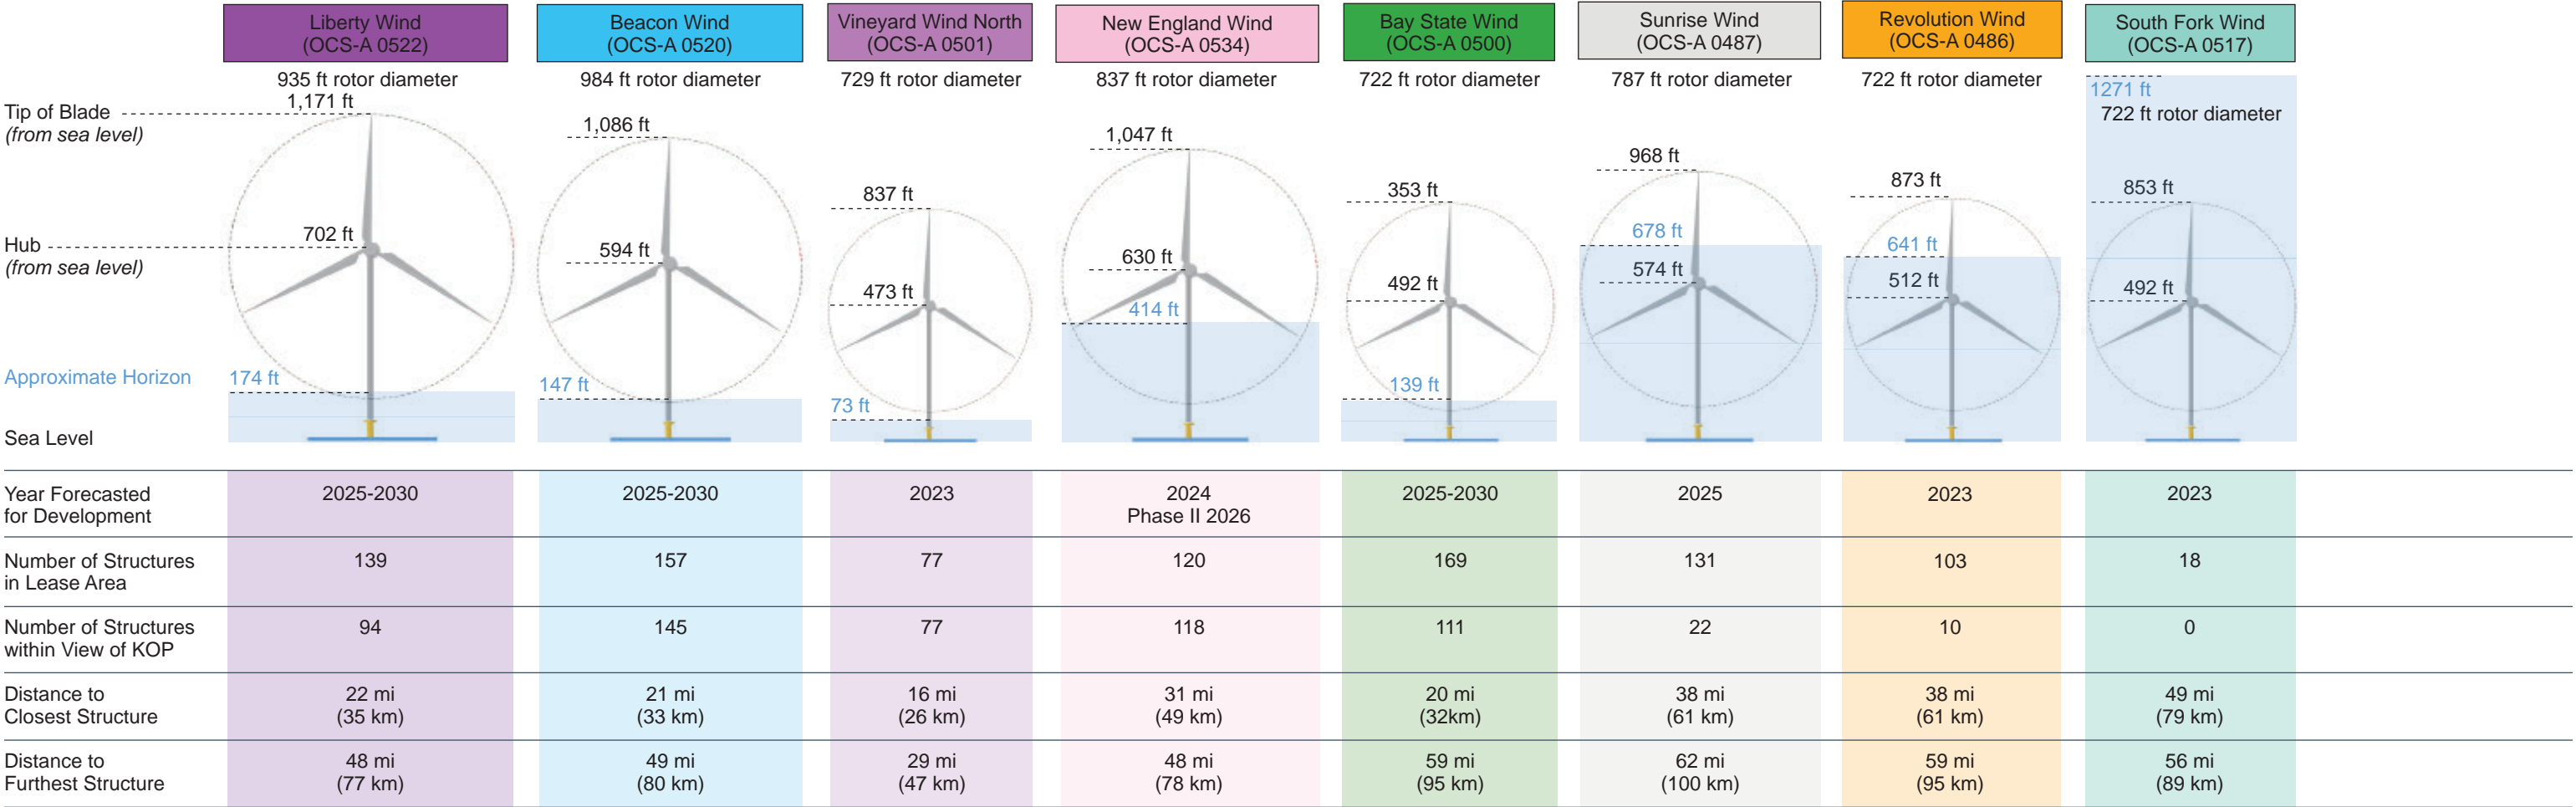 Liberty Wind
(OCS-A 0522)
Beacon Wind
(OCS-A 0520)
Vineyard Wind North
(OCS-A 0501)
New England Wind
(OCS-A 0534)
Bay State Wind
(OCS-A 0500)
Sunrise Wind
(OCS-A 0487)
Revolution Wind
(OCS-A 0486)
South Fork Wind
(OCS-A 0517)
935 ft rotor diameter
984 ft rotor diameter
729 ft rotor diameter
837 ft rotor diameter
722 ft rotor diameter
787 ft rotor diameter
722 ft rotor diameter
1271 ft
722 ft rotor diameter
Tip of Blade
(from sea level)
1,171 ft
1,086 ft
837 ft
1,047 ft
353 ft
968 ft
873 ft
853 ft
Hub
(from sea level)
702 ft
594 ft
473 ft
630 ft
492 ft
574 ft
512 ft
492 ft
Approximate Horizon
174 ft
147 ft
73 ft
414 ft
139 ft
678 ft
641 ft
Sea Level
Year Forecasted
for Development
2025-2030
2025-2030
2023
2024
Phase II 2026
2025-2030
2025
2023
2023
Number of Structures
in Lease Area
139
157
77
120
169
131
103
18
Number of Structures
within View of KOP
94
145
77
118
111
22
10
0
Distance to
Closest Structure
22 mi
(35 km)
21 mi
(33 km)
16 mi
(26 km)
31 mi
(49 km)
20 mi
(32km)
38 mi
(61 km)
38 mi
(61 km)
49 mi
(79 km)
Distance to
Furthest Structure
48 mi
(77 km)
49 mi
(80 km)
29 mi
(47 km)
48 mi
(78 km)
59 mi
(95 km)
62 mi
(100 km)
59 mi
(95 km)
56 mi
(89 km)